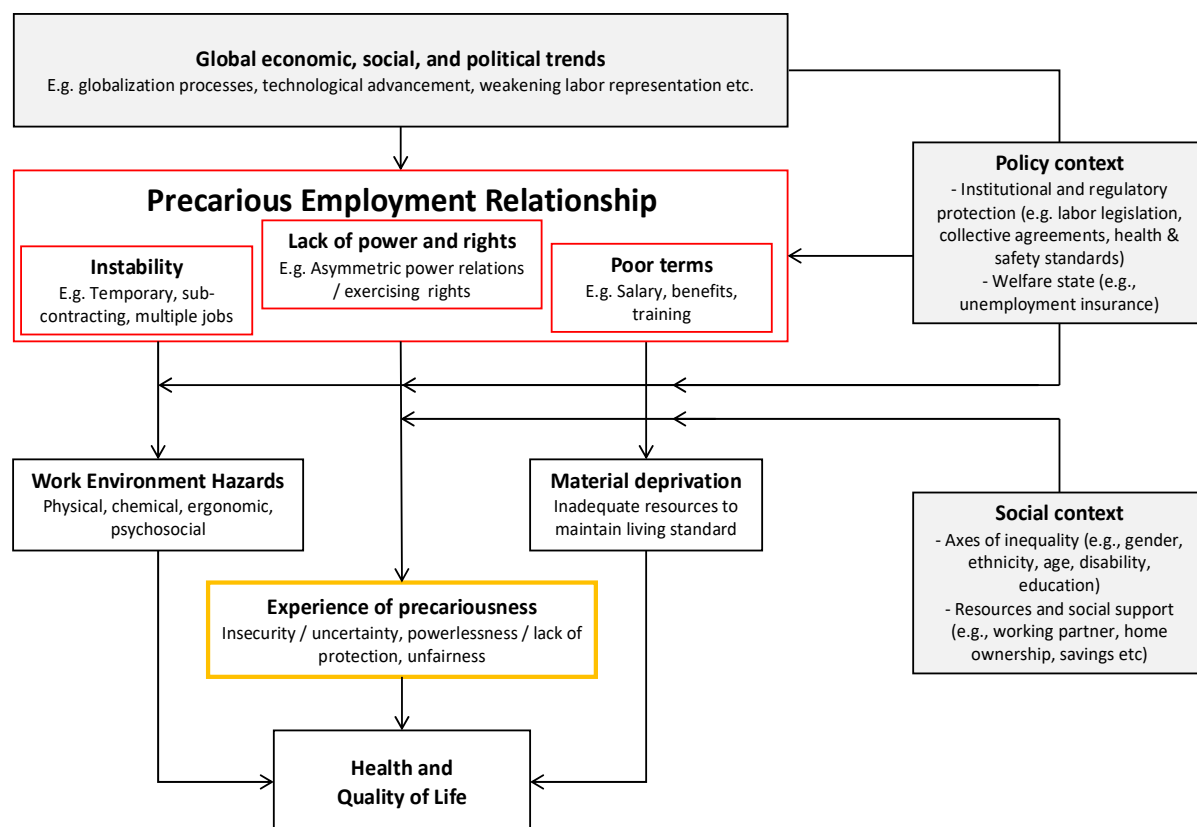 Global economic, social, and political trends
E.g. globalization processes, technological advancement, weakening labor representation etc.
Policy context
- Institutional and regulatory
protection (e.g. labor legislation,
collective agreements, health &
safety standards)
- Welfare state (e.g.,
unemployment insurance)
Precarious Employment Relationship
Instability
E.g. Temporary, sub-
contracting, multiple jobs
Lack of power and rights
E.g. Asymmetric power relations
/ exercising rights
Poor terms
E.g. Salary, benefits,
training
Work Environment Hazards
Physical, chemical, ergonomic,
psychosocial
Material deprivation
Inadequate resources to
maintain living standard
Social context
- Axes of inequality (e.g., gender,
ethnicity, age, disability,
education)
- Resources and social support
(e.g., working partner, home
ownership, savings etc)
Experience of precariousness
Insecurity / uncertainty, powerlessness / lack of
protection, unfairness
Health and
Quality of Life